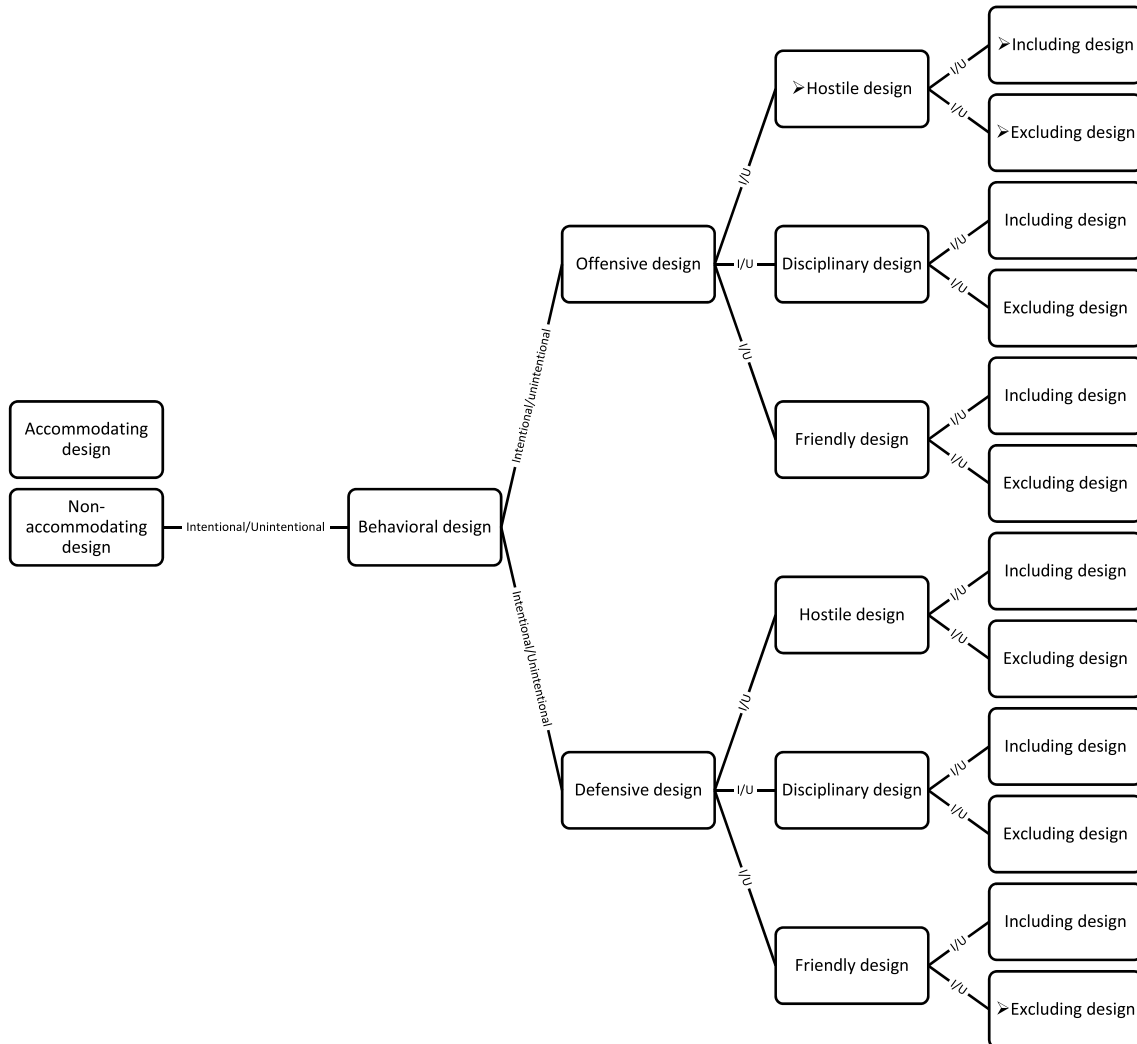 ➢Including design
I/U
➢Hostile design
I/U
➢Excluding design
I/U
Including design
I/U
Offensive design
I/U
Disciplinary design
I/U
Excluding design
I/U
Intentional/unintentional
Including design
I/U
Accommodating
design
Friendly design
I/U
Excluding design
Non-
accommodating
design
Intentional/Unintentional
Behavioral design
Including design
I/U
Intentional/Unintentional
Hostile design
I/U
Excluding design
I/U
Including design
I/U
Defensive design
I/U
Disciplinary design
I/U
Excluding design
I/U
Including design
I/U
Friendly design
I/U
➢Excluding design